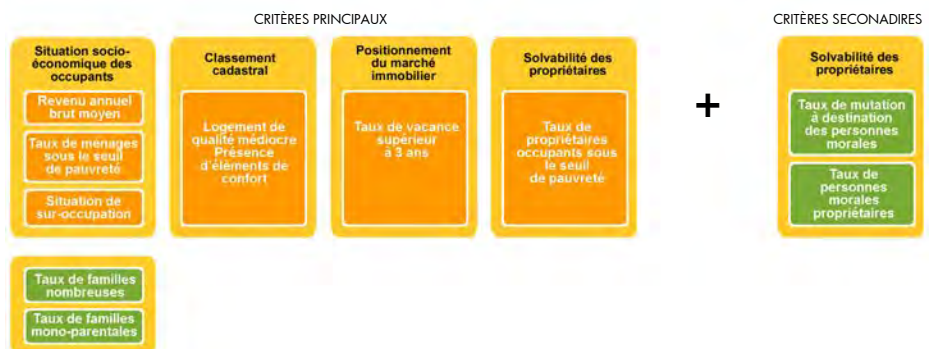 CRITÈRES PRINCIPAUX
CRITÈRES SECONADIRES
Situation socio-
économique des
occupants
Revenu annuel
brut moyen
Taux de ménages
sous le seuil
de pauvreté
Situation de
sur-occupation
Classement
cadastral
Logement de
qualité médiocre
Présence
d'éléments de
confort
Positionnement
du marché
immobilier
Taux de vacance
supérieur
à 3 ans
Solvabilité des
propriétaires
Taux de
propriétaires
occupants sous
le seuil
de pauvreté
+
Solvabilité des
propriétaires
Taux de mutation
à destination
des personnes
morales
Taux de
personnes
morales
propriétaires
Taux de familles
nombreuses
Taux de familles
mono-parentales